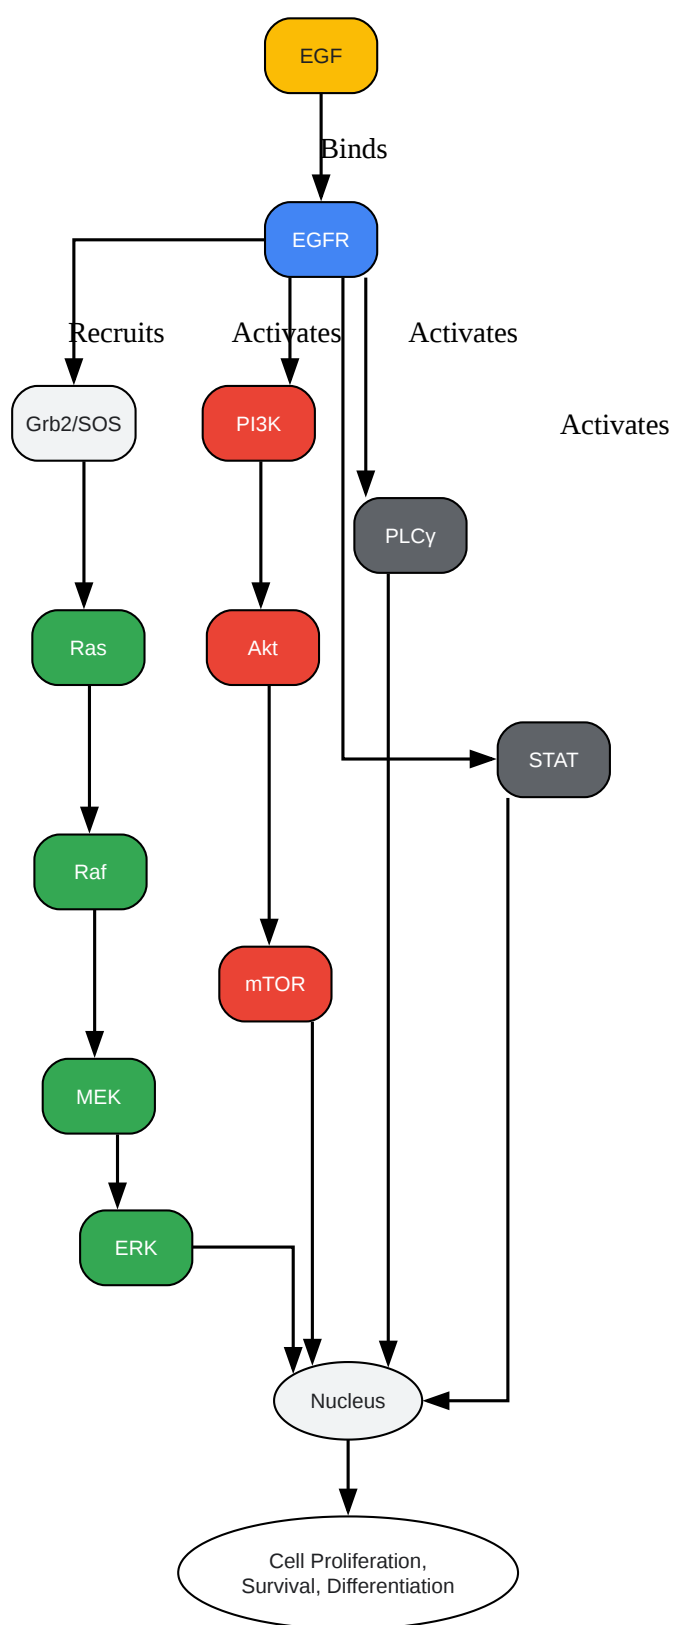 EGF
Binds
EGFR
Recruits
Activates
Activates
Activates
Grb2/SOS
PI3K
PLCγ
Ras
Akt
STAT
Raf
mTOR
MEK
ERK
Nucleus
Cell Proliferation,
Survival, Differentiation